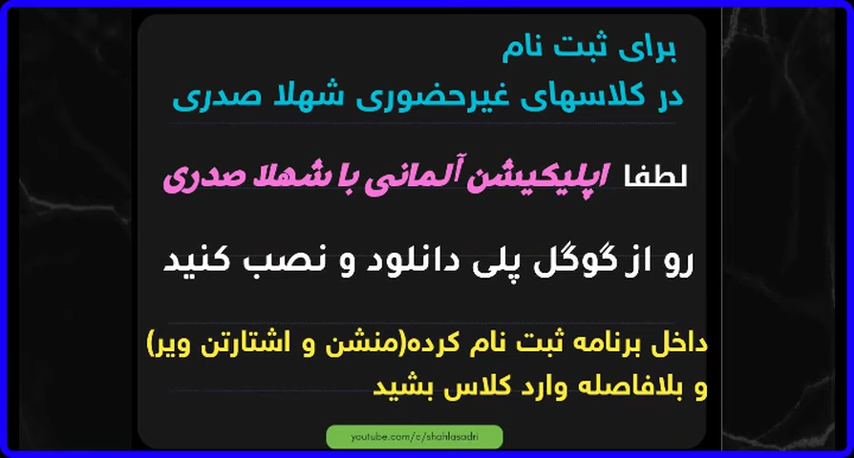 برای ثبت نام
در کلاسهای غیرحضوری شهلا صدری
لطفا اپلیکیشن آلمانی با شهلا صدری
رو از گوگل پلی دانلود و نصب کنید
داخل برنامه ثبت نام کرده(منشن و اشتارتن ویر)
و بلافاصله وارد کلاس بشید
youtube.com/c/shahlasadri